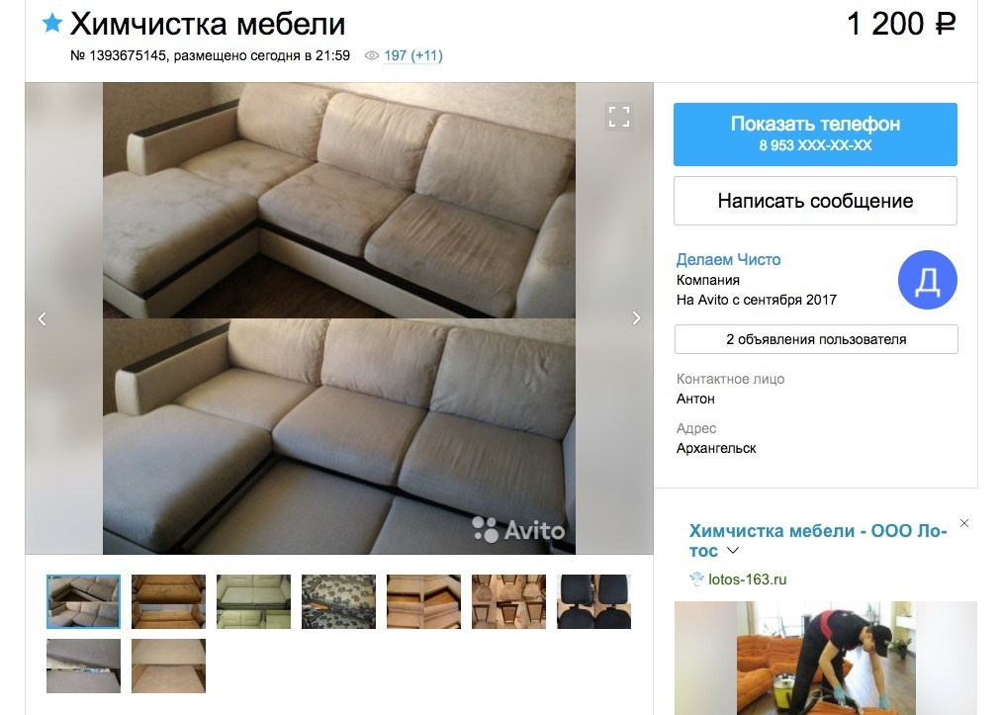 Химчистка мебели
1 200 ₽
№ 1393675145, размещено сегодня в 21:59 197 (+11)
Показать телефон
8 953 XXX-XX-XX
Написать сообщение
Делаем Чисто
Компания
На Avito с сентября 2017
Д
2 объявления пользователя
Контактное лицо
Антон
Адрес
Архангельск
Avito
Химчистка мебели - ООО Ло-
тос
lotos-163.ru